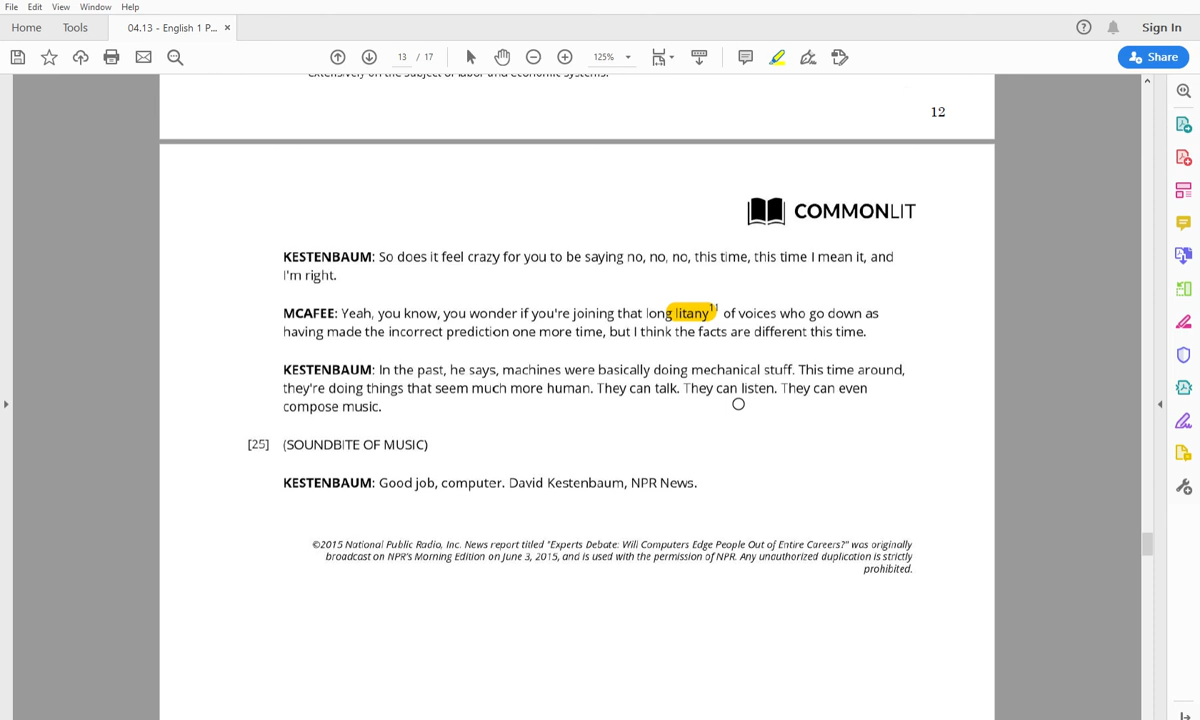 File Edit View Window Help
Home Tools 04.13 - English 1 P... × Sign In
13 / 17 125% Share
Extensively on the subject of labor and economic systems.
12
COMMONLIT
KESTENBAUM: So does it feel crazy for you to be saying no, no, no, this time, this time I mean it, and
I'm right.
MCAFEE: Yeah, you know, you wonder if you're joining that long litany11 of voices who go down as
having made the incorrect prediction one more time, but I think the facts are different this time.
KESTENBAUM: In the past, he says, machines were basically doing mechanical stuff. This time around,
they're doing things that seem much more human. They can talk. They can listen. They can even
compose music.
[25] (SOUNDBITE OF MUSIC)
KESTENBAUM: Good job, computer. David Kestenbaum, NPR News.
©2015 National Public Radio, Inc. News report titled "Experts Debate: Will Computers Edge People Out of Entire Careers?" was originally
broadcast on NPR's Morning Edition on June 3, 2015, and is used with the permission of NPR. Any unauthorized duplication is strictly
prohibited.